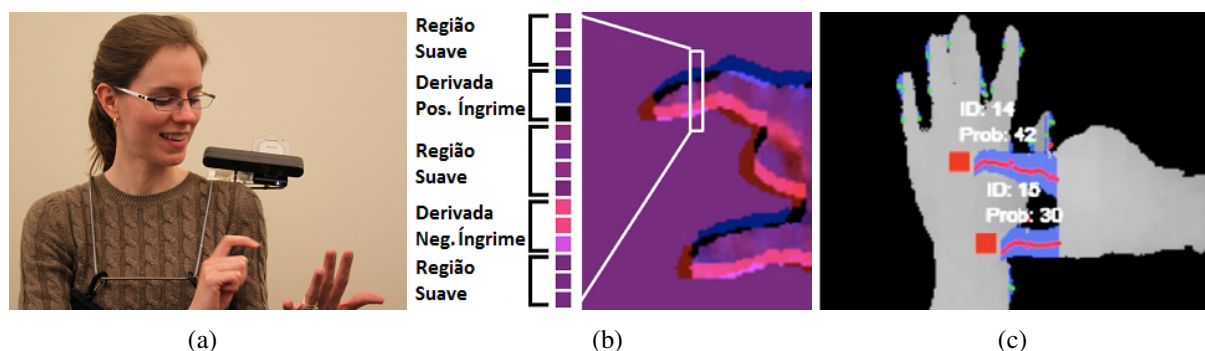 Região
Suave
Derivada
Pos. Íngrime
Região
Suave
Derivada
Neg. Íngrime
Região
Suave
ID: 14
Prob: 42
ID: 15
Prob: 30
(a)
(b)
(c)